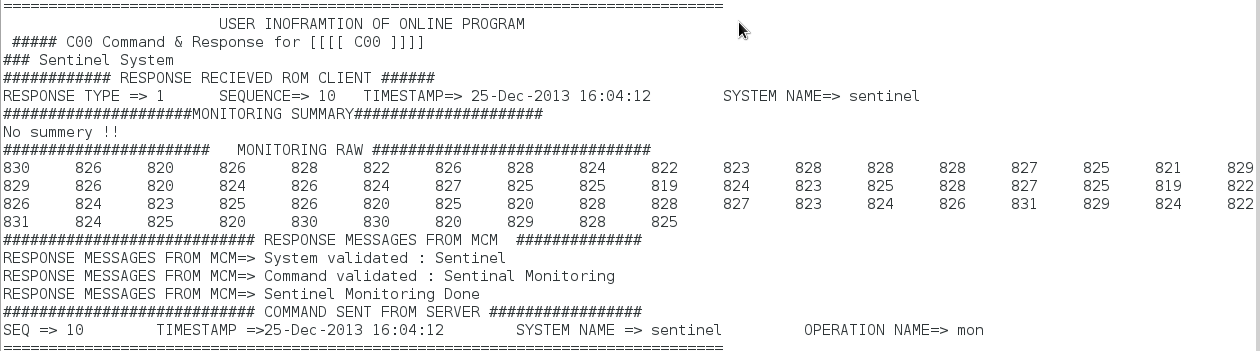 ================================================================================
USER INOFRAMTION OF ONLINE PROGRAM
##### C00 Command & Response for [[[[ C00 ]]]]
### Sentinel System
############ RESPONSE RECIEVED ROM CLIENT ######
RESPONSE TYPE => 1 SEQUENCE=> 10 TIMESTAMP=> 25-Dec-2013 16:04:12 SYSTEM NAME=> sentinel
#####################MONITORING SUMMARY#####################
No summery !!
####################### MONITORING RAW ###############################
830 826 820 826 828 822 826 828 824 822 823 828 828 828 827 825 821 829
829 826 820 824 826 824 827 825 825 819 824 823 825 828 827 825 819 822
826 824 823 825 826 820 825 820 828 828 827 823 824 826 831 829 824 822
831 824 825 820 830 830 820 829 828 825
############################ RESPONSE MESSAGES FROM MCM ##############
RESPONSE MESSAGES FROM MCM=> System validated : Sentinel
RESPONSE MESSAGES FROM MCM=> Command validated : Sentinal Monitoring
RESPONSE MESSAGES FROM MCM=> Sentinel Monitoring Done
############################ COMMAND SENT FROM SERVER #################
SEQ => 10 TIMESTAMP =>25-Dec-2013 16:04:12 SYSTEM NAME => sentinel OPERATION NAME=> mon
================================================================================